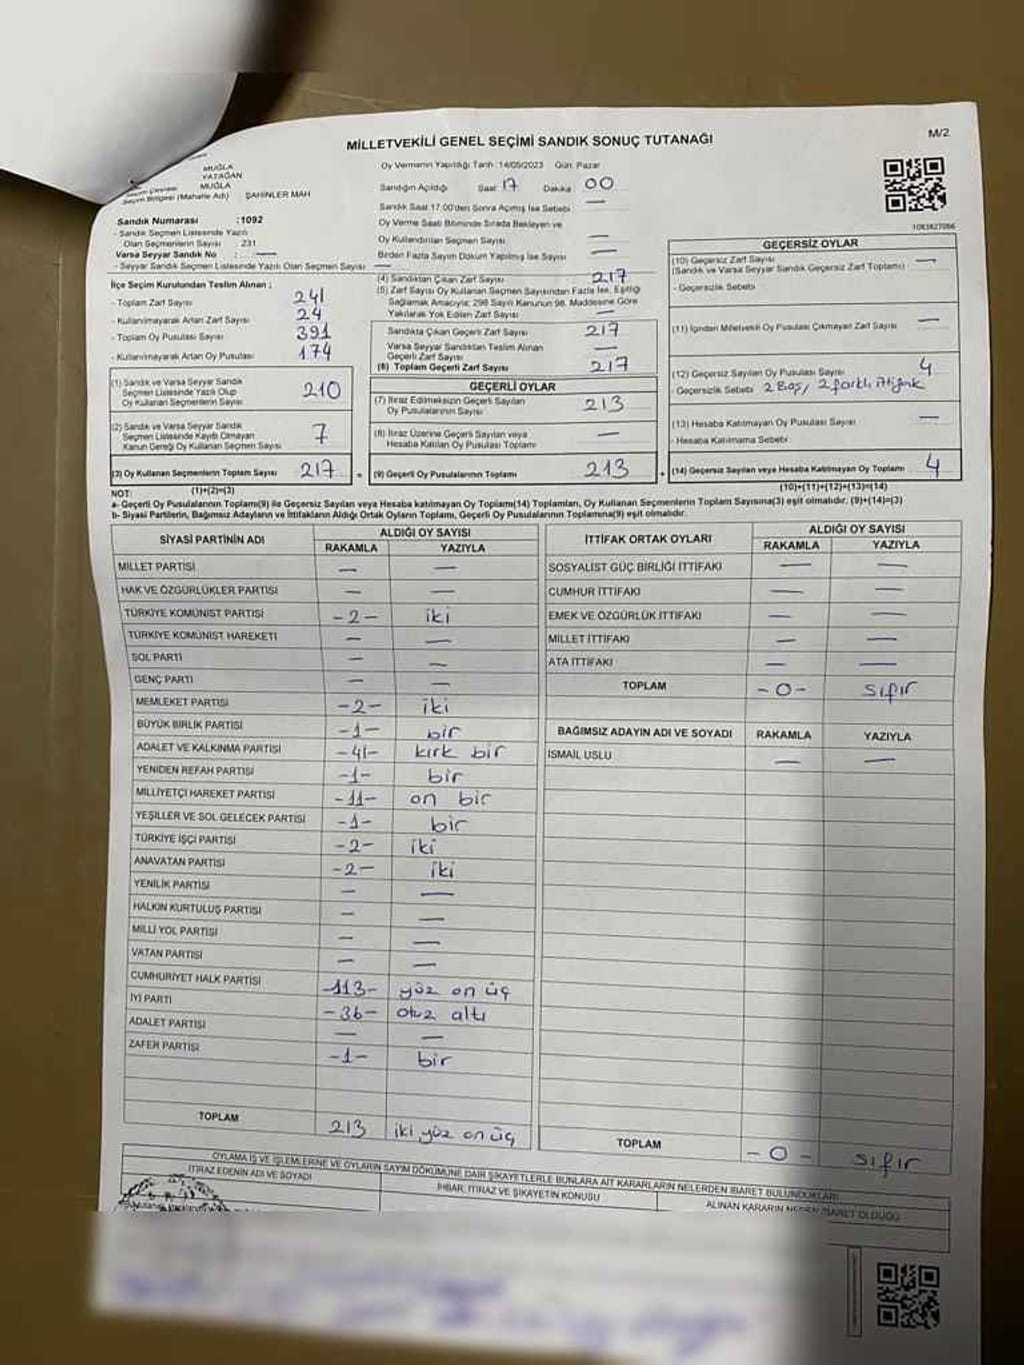 MİLLETVEKİLİ GENEL SEÇİMİ SANDIK SONUÇ TUTANAĞI
M/2
MUĞLA
YATAĞAN
MUĞLA
Seçim Bölgesi (Mahalle Adı) ŞAHİNLER MAH
Sandık Numarası :1092
- Sandık Seçmen Listesinde Yazılı
Olan Seçmenlerin Sayısı 231
Varsa Seyyar Sandık No : —
- Seyyar Sandık Seçmen Listesinde Yazılı Olan Seçmen Sayısı —
İlçe Seçim Kurulundan Teslim Alınan ;
- Toplam Zarf Sayısı 241
- Kullanılmayarak Artan Zarf Sayısı 24
- Toplam Oy Pusulası 391
- Kullanılmayarak Artan Oy Pusulası 174
(1) Sandık ve Varsa Seyyar Sandık
Seçmen Listesinde Yazılı Olup
Oy Kullanan Seçmenlerin Sayısı 210
(2) Sandık ve Varsa Seyyar Sandık
Seçmen Listesinde Kaydı Olmayan
Kanun Gereği Oy Kullanan Seçmen Sayısı 7
(3) Oy Kullanan Seçmenlerin Toplam Sayısı 217
(1)+(2)=(3)
Oy Vermenin Yapıldığı Tarih :14/05/2023 Gün: Pazar
Sandığın Açıldığı Saat 17 Dakika 00
Sandık Saat 17.00'den Sonra Açılmış İse Sebebi : —
Oy Verme Saati Bitiminde Sırada Bekleyen ve
Oy Kullandırılan Seçmen Sayısı —
Birden Fazla Sayım Döküm Yapılmış İse Sayısı —
(4) Sandıktan Çıkan Zarf Sayısı 217
(5) Zarf Sayısı Oy Kullanan Seçmen Sayısından Fazla İse, Eşitliği
Sağlamak Amacıyla; 298 Sayılı Kanunun 98. Maddesine Göre
Yakılarak Yok Edilen Zarf Sayısı —
Sandıkta Çıkan Geçerli Zarf Sayısı 217
Varsa Seyyar Sandıktan Teslim Alınan
Geçerli Zarf Sayısı —
(6) Toplam Geçerli Zarf Sayısı 217
GEÇERLİ OYLAR
(7) İtiraz Edilmeksizin Geçerli Sayılan
Oy Pusulalarının Sayısı 213
(8) İtiraz Üzerine Geçerli Sayılan veya
Hesaba Katılan Oy Pusulası Toplamı —
(9) Geçerli Oy Pusulalarının Toplamı 213
1083827086
GEÇERSİZ OYLAR
(10) Geçersiz Zarf Sayısı —
(Sandık ve Varsa Seyyar Sandık Geçersiz Zarf Toplamı)
- Geçersizlik Sebebi
(11) İçinden Milletvekili Oy Pusulası Çıkmayan Zarf Sayısı —
(12) Geçersiz Sayılan Oy Pusulası Sayısı 4
- Geçersizlik Sebebi 2 Boş, 2 farklı ittifak
(13) Hesaba Katılmayan Oy Pusulası Sayısı —
- Hesaba Katılmama Sebebi
(14) Geçersiz Sayılan veya Hesaba Katılmayan Oy Toplamı 4
(10)+(11)+(12)+(13)=(14)
NOT:
a- Geçerli Oy Pusulalarının Toplamı(9) ile Geçersiz Sayılan veya Hesaba katılmayan Oy Toplamı(14) Toplamları, Oy Kullanan Seçmenlerin Toplam Sayısına(3) eşit olmalıdır. (9)+(14)=(3)
b- Siyasi Partilerin, Bağımsız Adayların ve İttifakların Aldığı Ortak Oyların Toplamı, Geçerli Oy Pusulalarının Toplamına(9) eşit olmalıdır.
SİYASİ PARTİNİN ADI ALDIĞI OY SAYISI
RAKAMLA YAZIYLA
MİLLET PARTİSİ — —
HAK VE ÖZGÜRLÜKLER PARTİSİ — —
TÜRKİYE KOMÜNİST PARTİSİ -2- iki
TÜRKİYE KOMÜNİST HAREKETİ — —
SOL PARTİ — —
GENÇ PARTİ — —
MEMLEKET PARTİSİ -2- iki
BÜYÜK BİRLİK PARTİSİ -1- bir
ADALET VE KALKINMA PARTİSİ -41- kırk bir
YENİDEN REFAH PARTİSİ -1- bir
MİLLİYETÇİ HAREKET PARTİSİ -11- on bir
YEŞİLLER VE SOL GELECEK PARTİSİ -1- bir
TÜRKİYE İŞÇİ PARTİSİ -2- iki
ANAVATAN PARTİSİ -2- iki
YENİLİK PARTİSİ — —
HALKIN KURTULUŞ PARTİSİ — —
MİLLİ YOL PARTİSİ — —
VATAN PARTİSİ — —
CUMHURİYET HALK PARTİSİ -113- yüz on üç
İYİ PARTİ -36- otuz altı
ADALET PARTİSİ — —
ZAFER PARTİSİ -1- bir
TOPLAM 213 iki yüz on üç
İTTİFAK ORTAK OYLARI ALDIĞI OY SAYISI
RAKAMLA YAZIYLA
SOSYALİST GÜÇ BİRLİĞİ İTTİFAKI — —
CUMHUR İTTİFAKI — —
EMEK VE ÖZGÜRLÜK İTTİFAKI — —
MİLLET İTTİFAKI — —
ATA İTTİFAKI — —
TOPLAM -0- sıfır
BAĞIMSIZ ADAYIN ADI VE SOYADI RAKAMLA YAZIYLA
İSMAİL USLU — —
TOPLAM -0- sıfır
OYLAMA İŞ VE İŞLEMLERİNE VE OYLARIN SAYIM DÖKÜMÜNE DAİR ŞİKAYETLERLE BUNLARA AİT KARARLARIN NELERDEN İBARET BULUNDUKLARI
İTİRAZ EDENİN ADI VE SOYADI
İHBAR, İTİRAZ VE ŞİKAYETİN KONUSU
ALINAN KARARIN NEDEN İBARET OLDUĞU